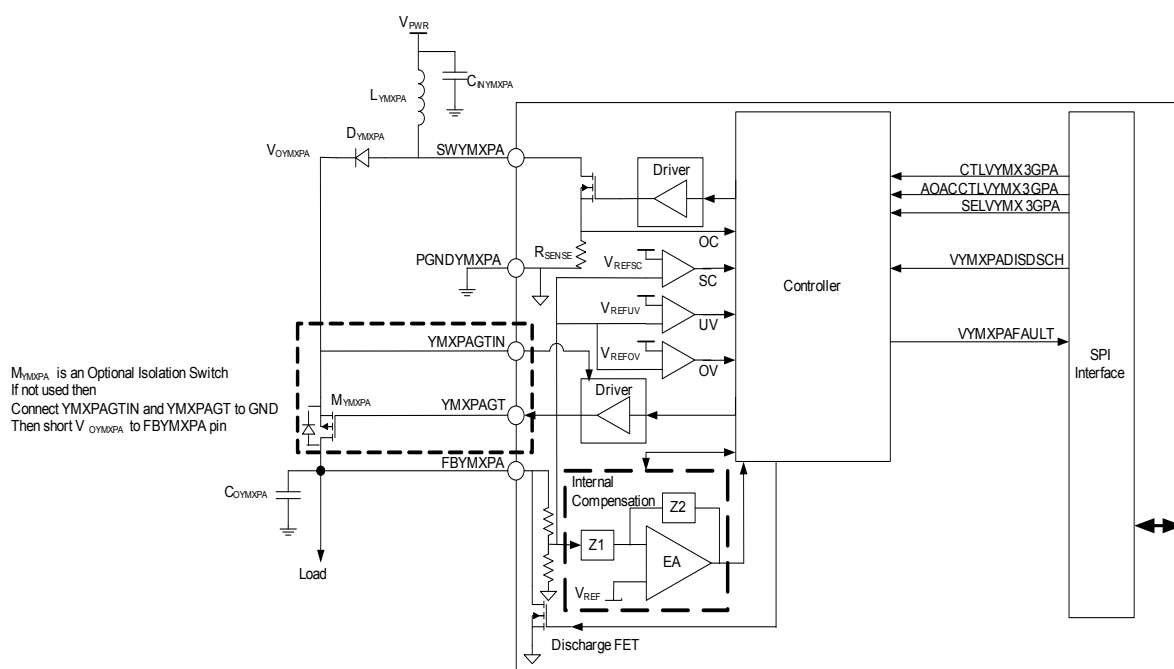 VPWR
CINYMXPA
LYMXPA
DYMXPA
VOYMXPA
SWYMXPA
Driver
CTLVYMX3GPA
AOACCTLVYMX3GPA
SELVYMX3GPA
OC
RSENSE
PGNDYMXPA
VREFSC
SC
VYMXPADISDSCH
Controller
VREFUV
UV
YMXPAGTIN
VREFOV
OV
VYMXPAFAULT
SPI
Interface
MYMXPA is an Optional Isolation Switch
If not used then
Connect YMXPAGTIN and YMXPAGT to GND
Then short VOYMXPA to FBYMXPA pin
MYMXPA
YMXPAGT
Driver
FBYMXPA
Internal
Compensation
COYMXPA
Z2
Z1
EA
VREF
Load
Discharge FET